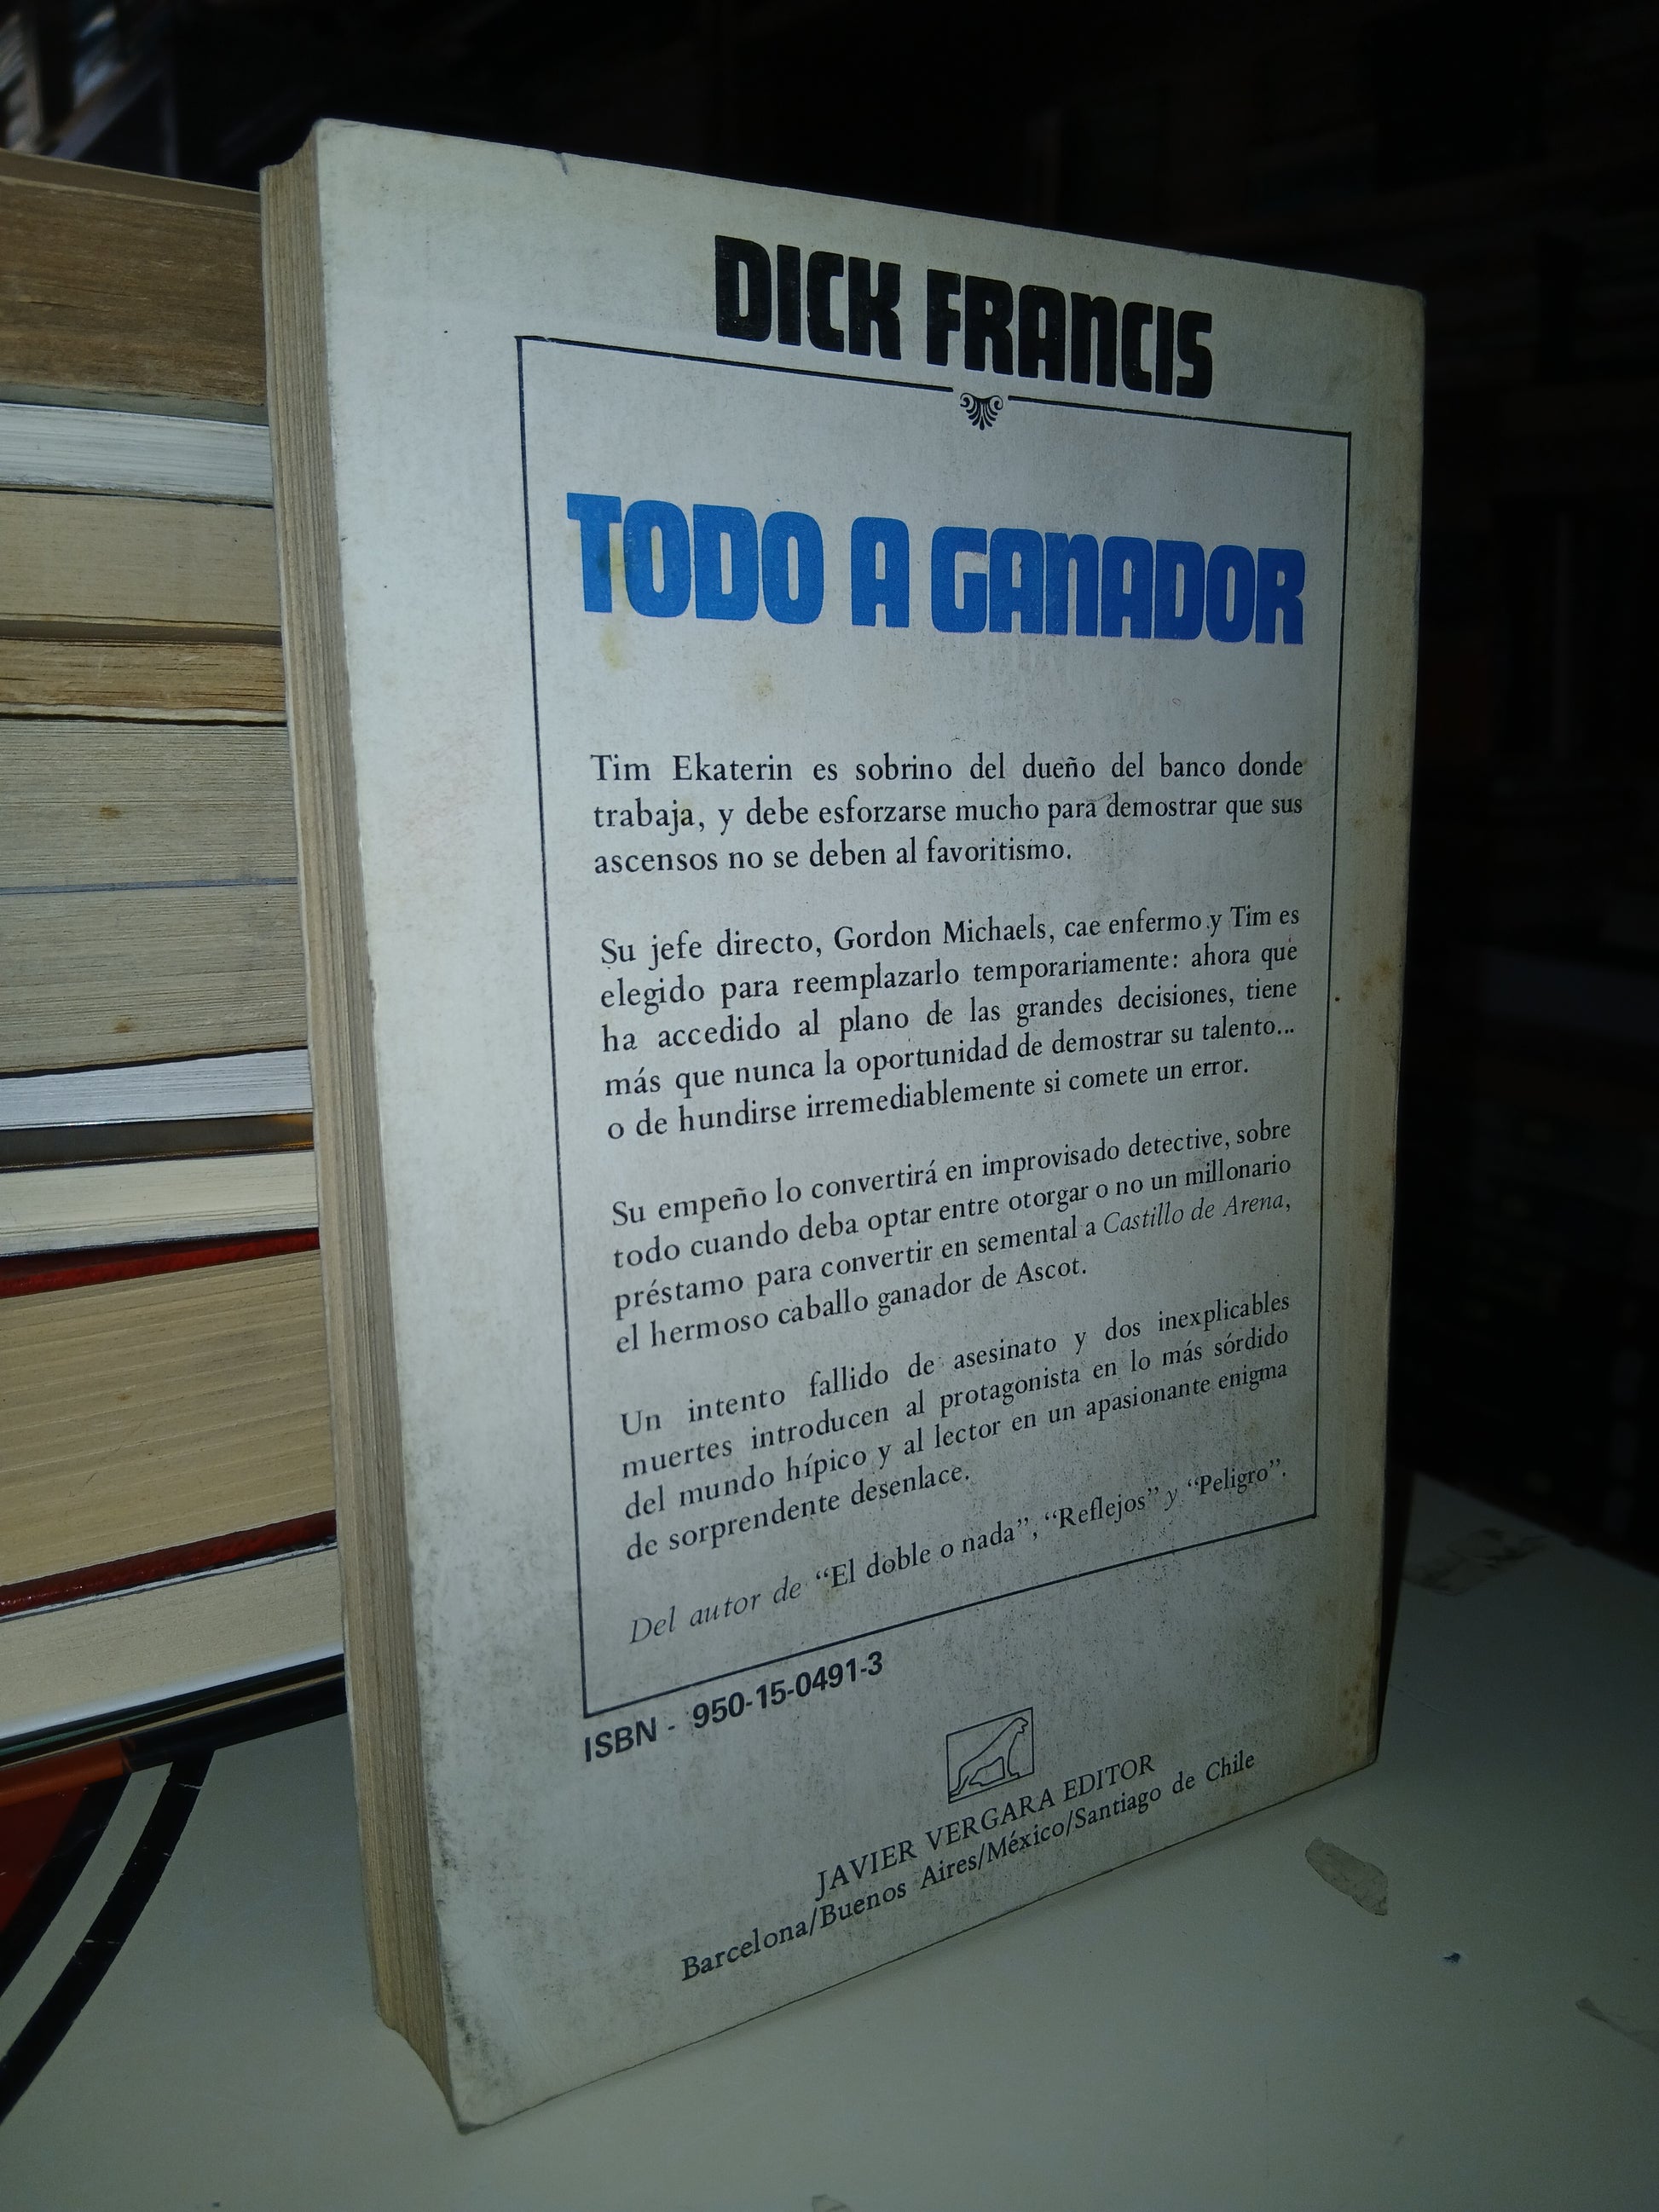 DICK FRANCIS
TODO A GANADOR
Tim Ekaterin es sobrino del dueño del banco donde
trabaja, y debe esforzarse mucho para demostrar que sus
ascensos no se deben al favoritismo.
Su jefe directo, Gordon Michaels, cae enfermo y Tim es
elegido para reemplazarlo temporariamente: ahora que
ha accedido al plano de las grandes decisiones, tiene
más que nunca la oportunidad de demostrar su talento...
o de hundirse irremediablemente si comete un error.
Su empeño lo convertirá en improvisado detective, sobre
todo cuando deba optar entre otorgar o no un millonario
préstamo para convertir en semental a Castillo de Arena,
el hermoso caballo ganador de Ascot.
Un intento fallido de asesinato y dos inexplicables
muertes introducen al protagonista en lo más sórdido
del mundo hípico y al lector en un apasionante enigma
de sorprendente desenlace.
Del autor de “El doble o nada”, “Reflejos” y “Peligro”.
ISBN - 950-15-0491-3
JAVIER VERGARA EDITOR
Barcelona/Buenos Aires/México/Santiago de Chile